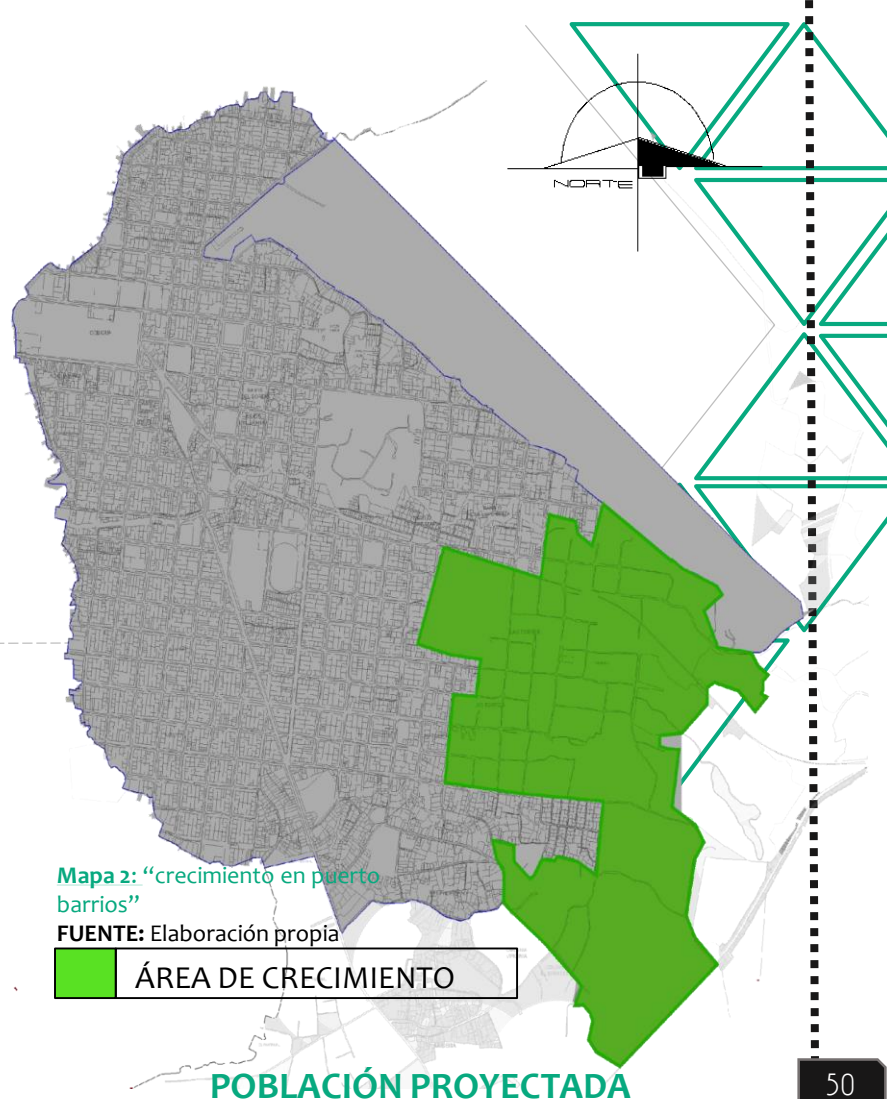 NORTE
Mapa 2: “crecimiento en puerto
barrios”
FUENTE: Elaboración propia
ÁREA DE CRECIMIENTO
POBLACIÓN PROYECTADA
50